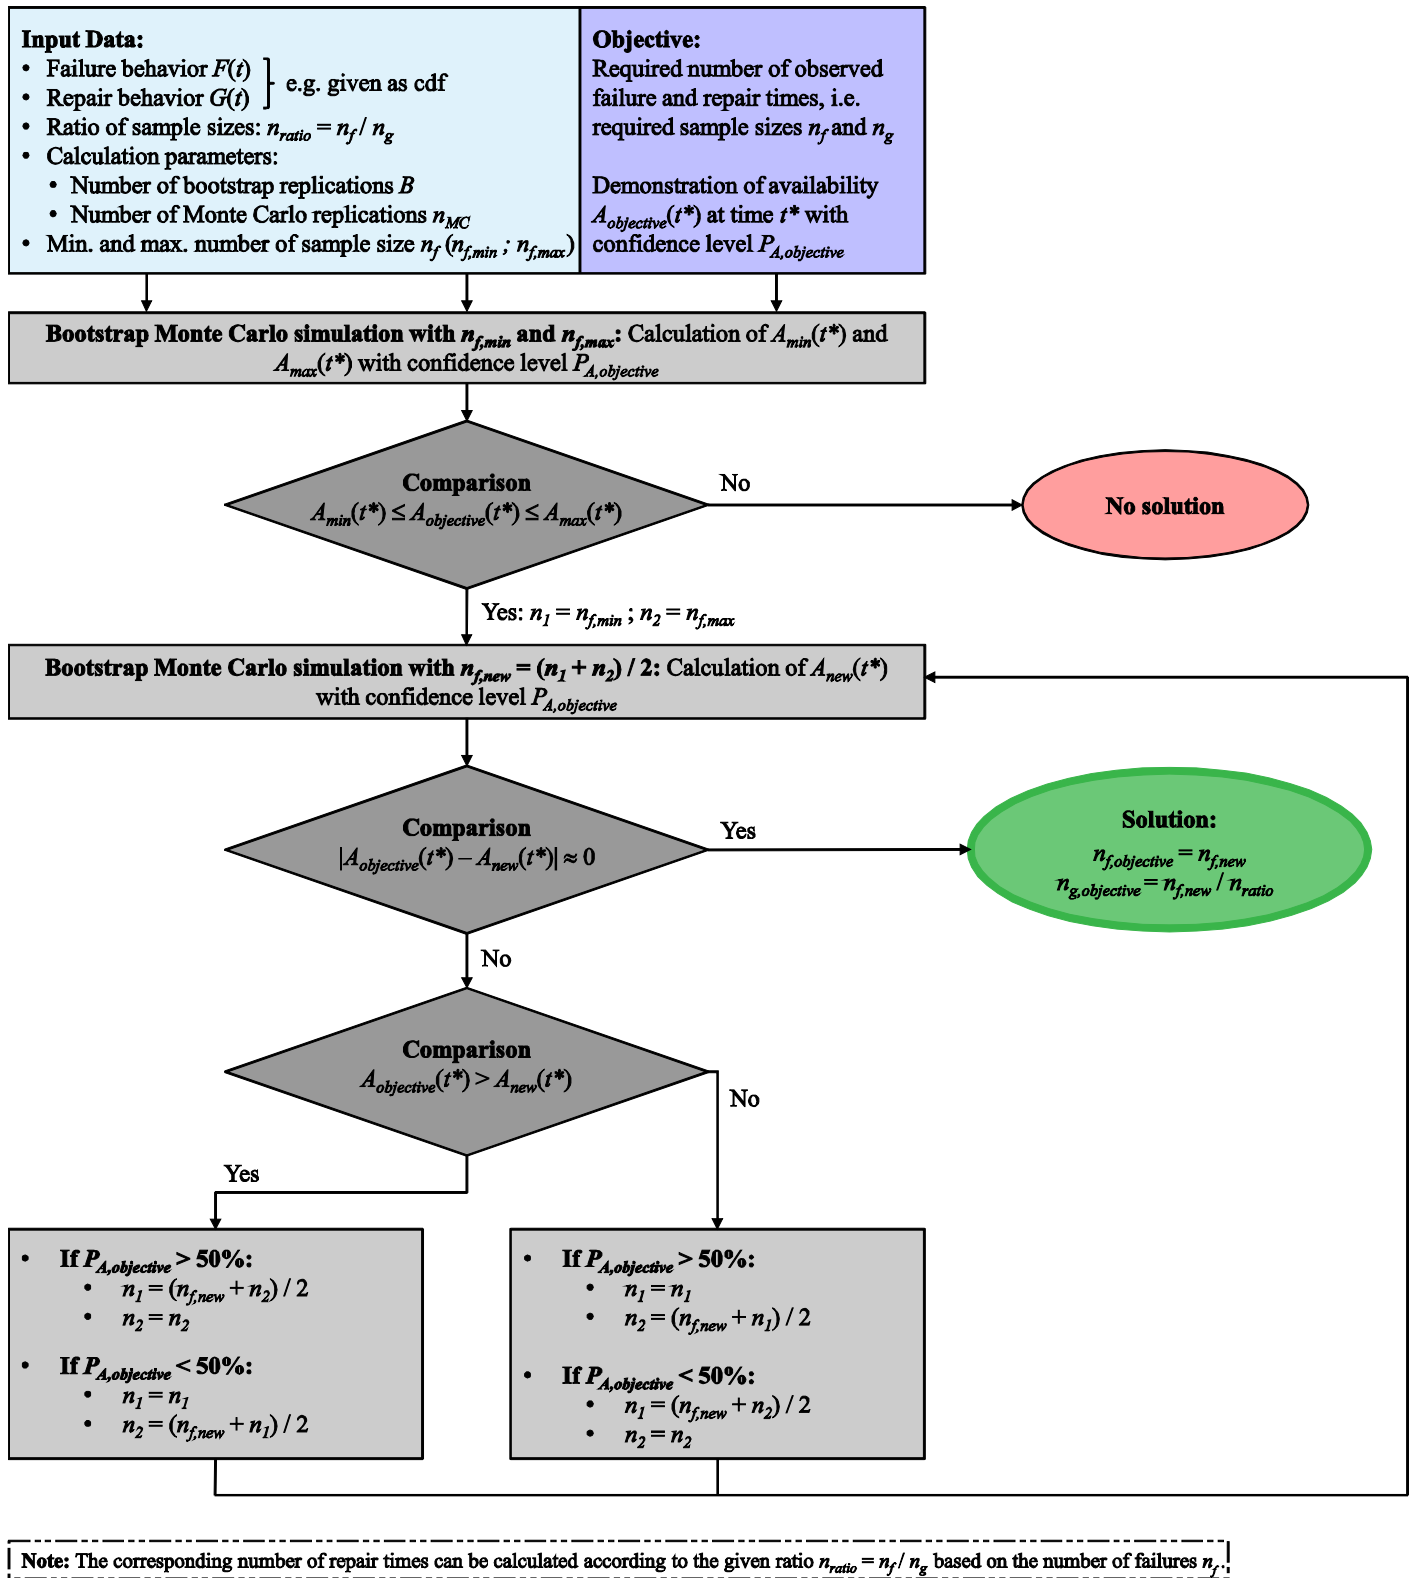 Input Data:
• Failure behavior F(t)
• Repair behavior G(t)
e.g. given as cdf
• Ratio of sample sizes: n_ratio = n_f / n_g
• Calculation parameters:
• Number of bootstrap replications B
• Number of Monte Carlo replications n_MC
• Min. and max. number of sample size n_f (n_f,min ; n_f,max)
Objective:
Required number of observed
failure and repair times, i.e.
required sample sizes n_f and n_g
Demonstration of availability
A_objective(t*) at time t* with
confidence level P_A,objective
Bootstrap Monte Carlo simulation with n_f,min and n_f,max: Calculation of A_min(t*) and
A_max(t*) with confidence level P_A,objective
Comparison
A_min(t*) ≤ A_objective(t*) ≤ A_max(t*)
No
No solution
Yes: n_1 = n_f,min ; n_2 = n_f,max
Bootstrap Monte Carlo simulation with n_f,new = (n_1 + n_2) / 2: Calculation of A_new(t*)
with confidence level P_A,objective
Comparison
|A_objective(t*) – A_new(t*)| ≈ 0
Yes
Solution:
n_f,objective = n_f,new
n_g,objective = n_f,new / n_ratio
No
Comparison
A_objective(t*) > A_new(t*)
No
Yes
• If P_A,objective > 50%:
• n_1 = (n_f,new + n_2) / 2
• n_2 = n_2
• If P_A,objective < 50%:
• n_1 = n_1
• n_2 = (n_f,new + n_1) / 2
• If P_A,objective > 50%:
• n_1 = n_1
• n_2 = (n_f,new + n_1) / 2
• If P_A,objective < 50%:
• n_1 = (n_f,new + n_2) / 2
• n_2 = n_2
Note: The corresponding number of repair times can be calculated according to the given ratio n_ratio = n_f / n_g based on the number of failures n_f.